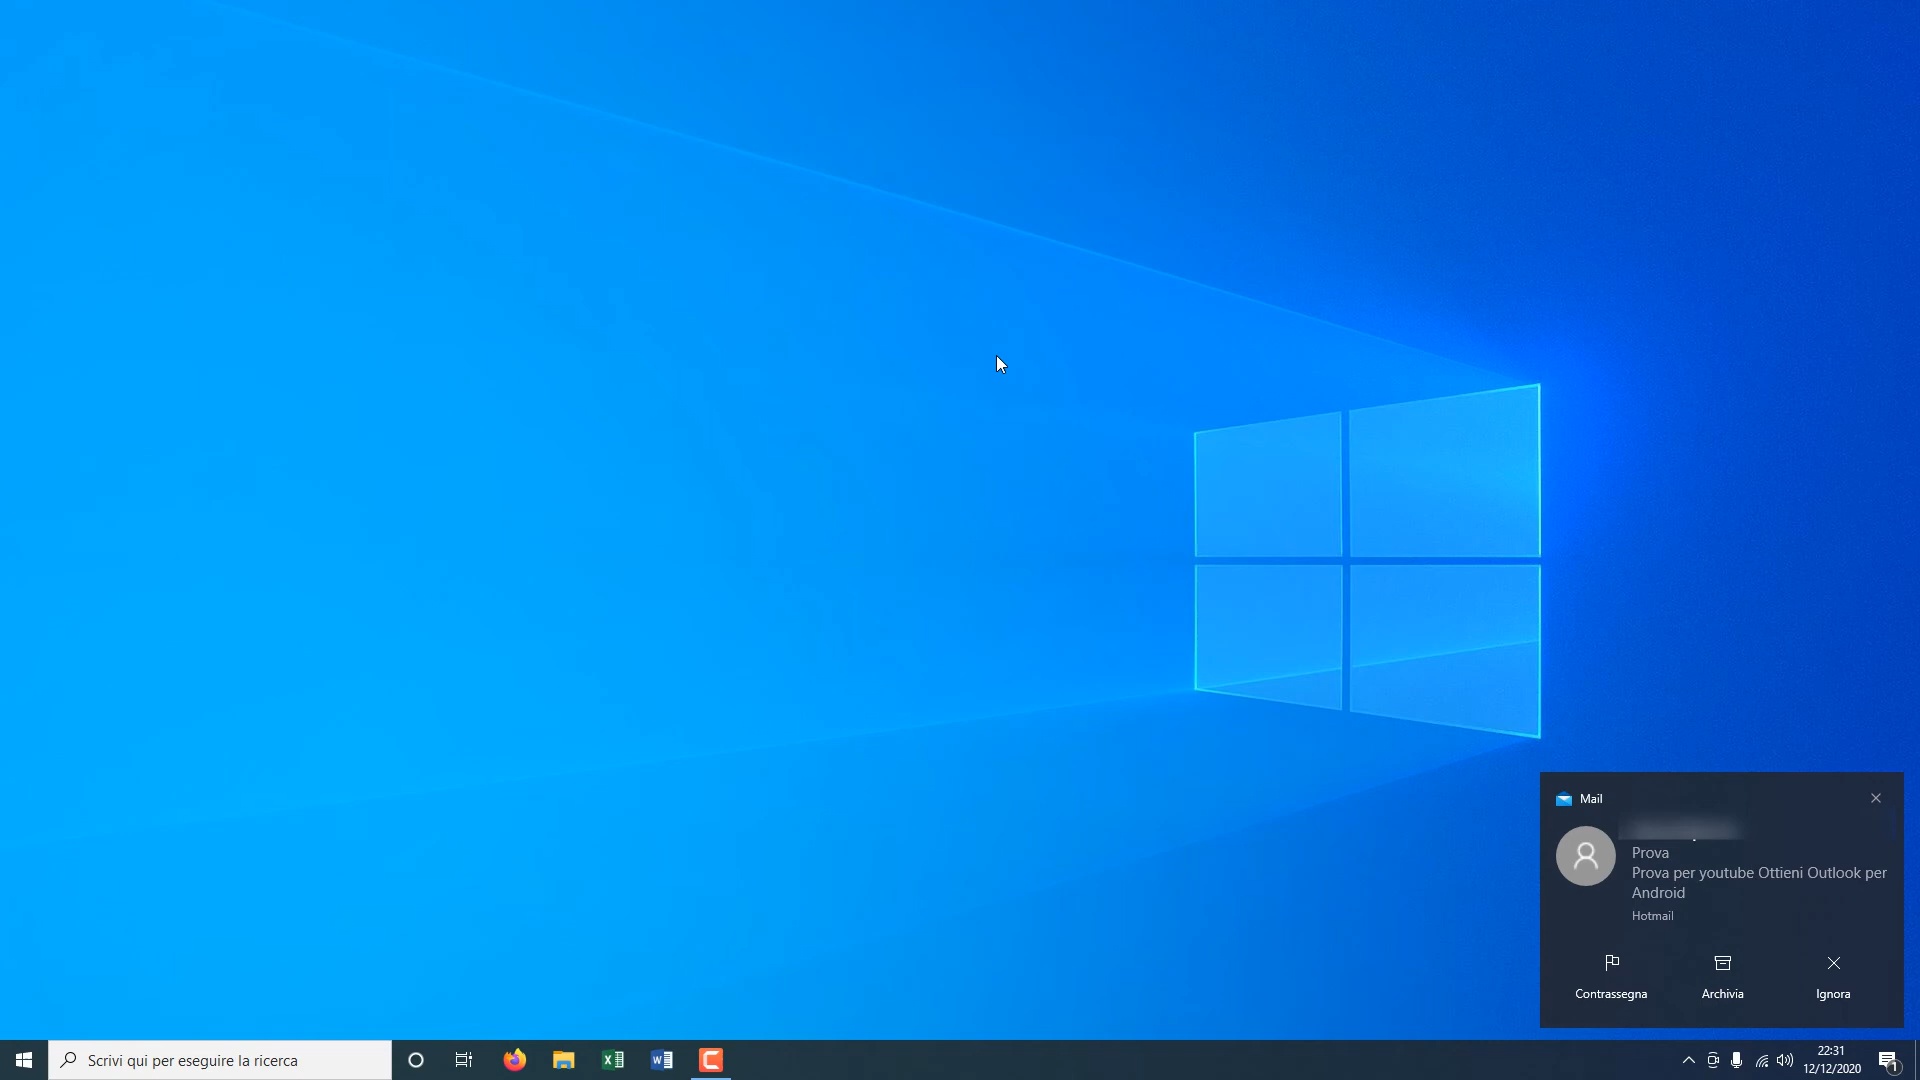 Mail
Prova
Prova per youtube Ottieni Outlook per
Android
Hotmail
Contrassegna
Archivia
Ignora
Scrivi qui per eseguire la ricerca
22:31
12/12/2020
1